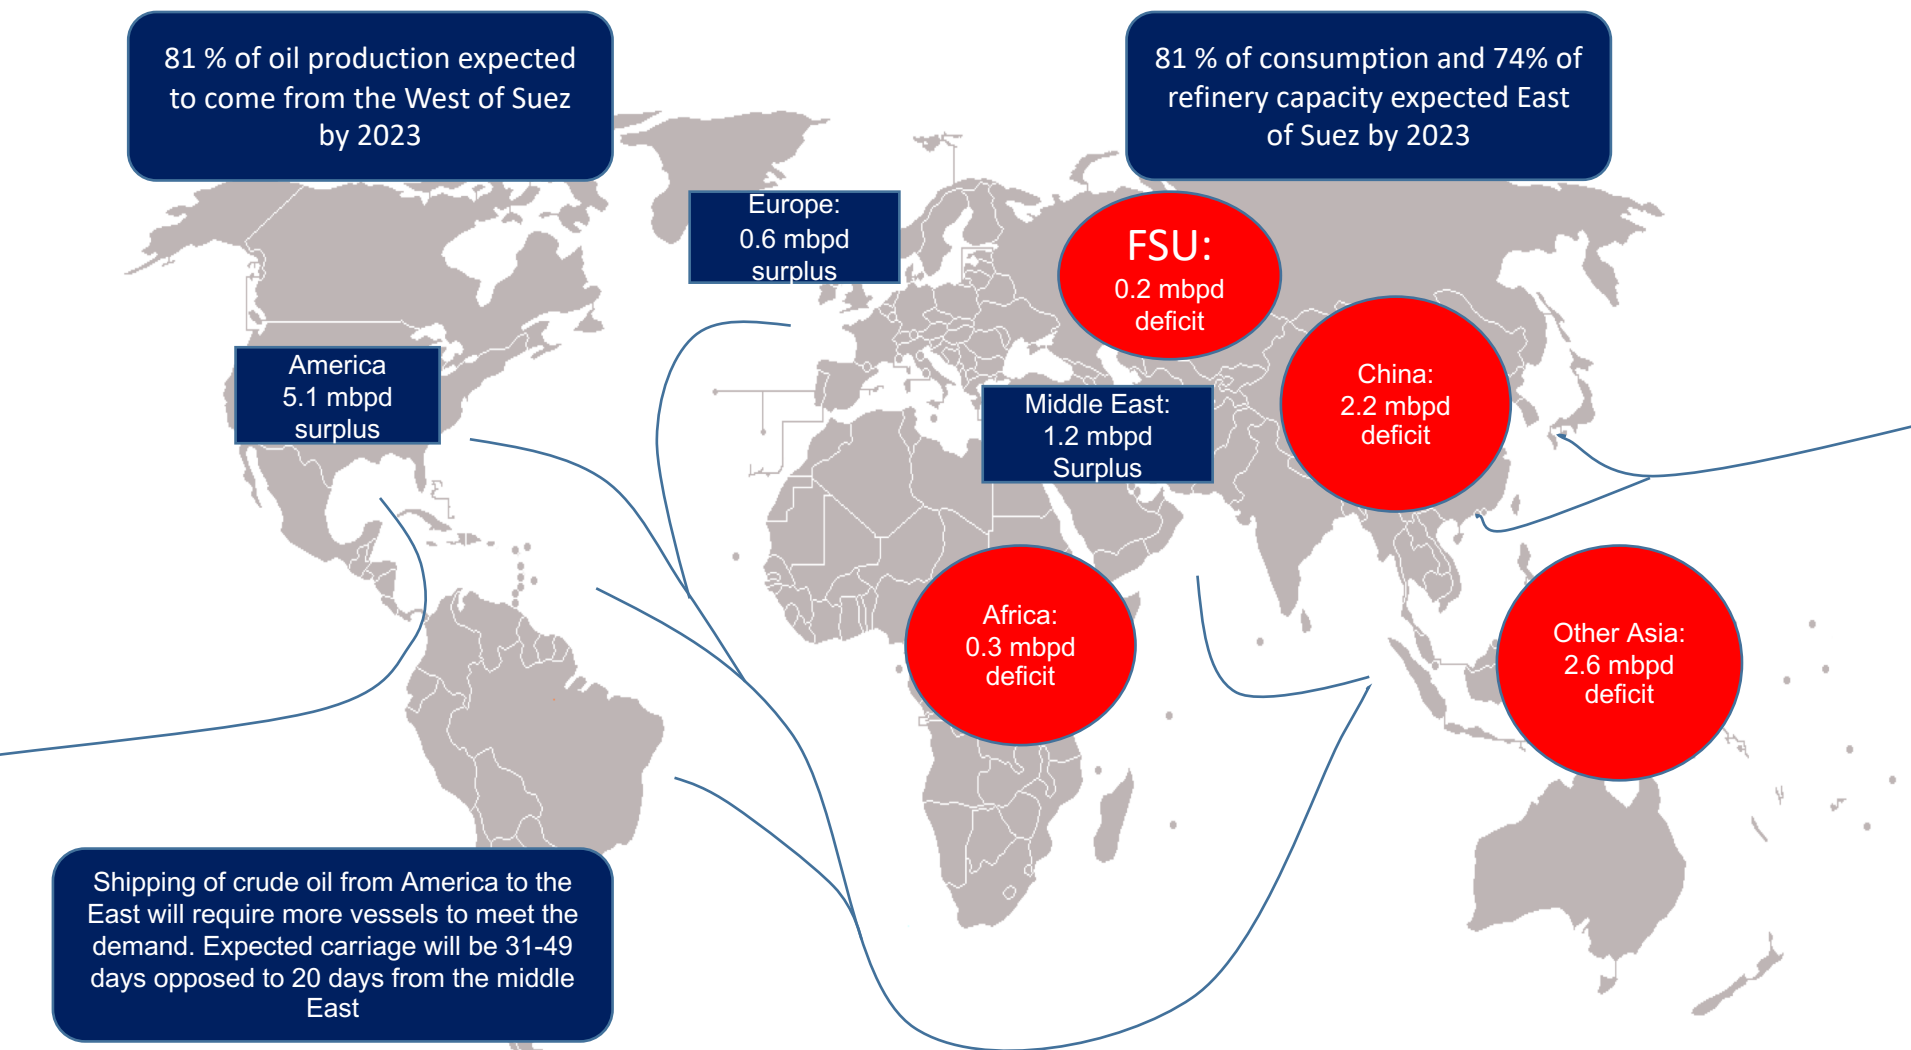 81 % of oil production expected
to come from the West of Suez
by 2023
81 % of consumption and 74% of
refinery capacity expected East
of Suez by 2023
Europe:
0.6 mbpd
surplus
FSU:
0.2 mbpd
deficit
America
5.1 mbpd
surplus
China:
2.2 mbpd
deficit
Middle East:
1.2 mbpd
Surplus
Africa:
0.3 mbpd
deficit
Other Asia:
2.6 mbpd
deficit
Shipping of crude oil from America to the
East will require more vessels to meet the
demand. Expected carriage will be 31-49
days opposed to 20 days from the middle
East